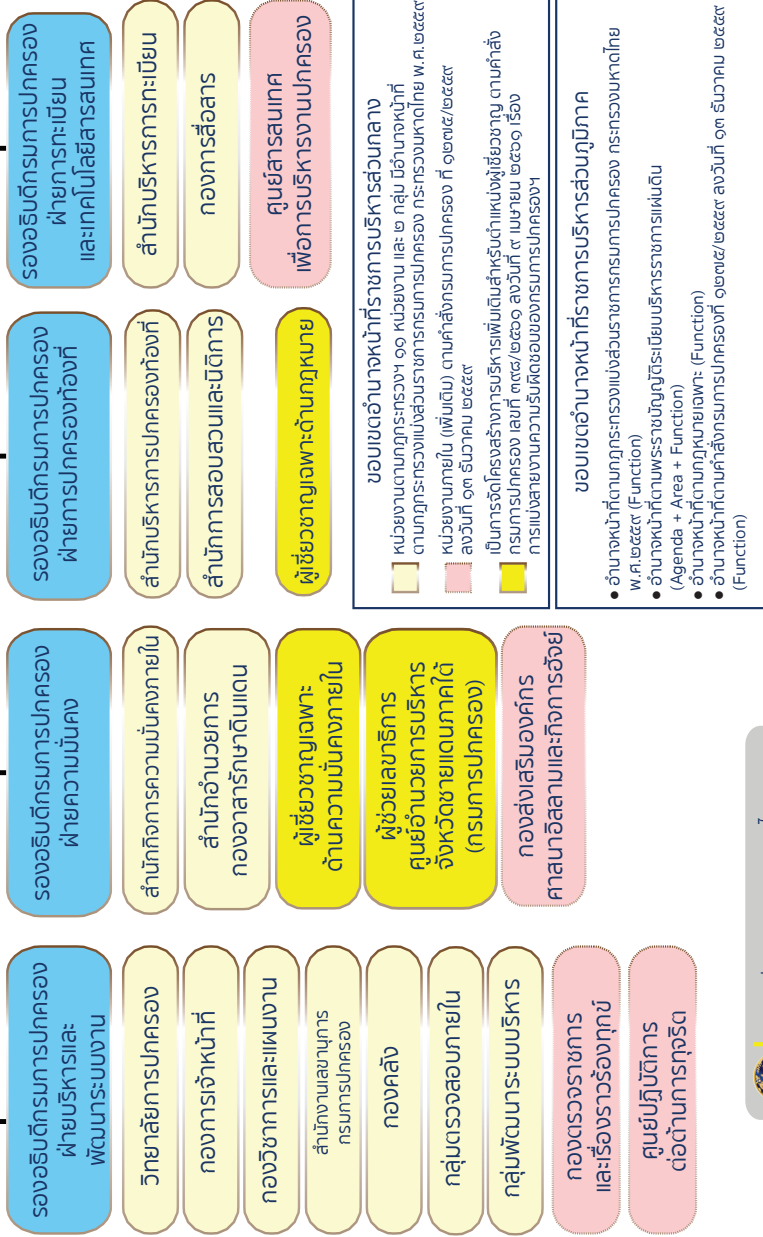 รองอธิบดีกรมการปกครอง
ฝ่ายบริหารและ
พัฒนาระบบงาน
วิทยาลัยการปกครอง
กองการเจ้าหน้าที่
กองวิชาการและแผนงาน
สำนักงานเลขานุการ
กรมการปกครอง
กองคลัง
กลุ่มตรวจสอบภายใน
กลุ่มพัฒนาระบบบริหาร
กองตรวจราชการ
และเรื่องราวร้องทุกข์
ศูนย์ปฏิบัติการ
ต่อต้านการทุจริต
รองอธิบดีกรมการปกครอง
ฝ่ายความมั่นคง
สำนักกิจการความมั่นคงภายใน
สำนักอำนวยการ
กองอาสารักษาดินแดน
ผู้เชี่ยวชาญเฉพาะ
ด้านความมั่นคงภายใน
ผู้ช่วยเลขาธิการ
ศูนย์อำนวยการบริหาร
จังหวัดชายแดนภาคใต้
(กรมการปกครอง)
กองส่งเสริมองค์กร
ศาสนาอิสลามและกิจการฮัจย์
รองอธิบดีกรมการปกครอง
ฝ่ายการปกครองท้องที่
สำนักบริหารการปกครองท้องที่
สำนักการสอบสวนและนิติการ
ผู้เชี่ยวชาญเฉพาะด้านกฎหมาย
รองอธิบดีกรมการปกครอง
ฝ่ายการทะเบียน
และเทคโนโลยีสารสนเทศ
สำนักบริหารการทะเบียน
กองการสื่อสาร
ศูนย์สารสนเทศ
เพื่อการบริหารงานปกครอง
ขอบเขตอำนาจหน้าที่ราชการบริหารส่วนกลาง
หน่วยงานตามกฎกระทรวงฯ ๑๑ หน่วยงาน และ ๒ กลุ่ม มีอำนาจหน้าที่
ตามกฎกระทรวงแบ่งส่วนราชการกรมการปกครอง กระทรวงมหาดไทย พ.ศ.๒๕๕๙
หน่วยงานภายใน (เพิ่มเติม) ตามคำสั่งกรมการปกครอง ที่ ๑๒๗๕/๒๕๕๙
ลงวันที่ ๑๓ ธันวาคม ๒๕๕๙
เป็นการจัดโครงสร้างการบริหารเพิ่มเติมสำหรับตำแหน่งผู้เชี่ยวชาญ ตามคำสั่ง
กรมการปกครอง เลขที่ ๓๙๘/๒๕๖๑ ลงวันที่ ๙ เมษายน ๒๕๖๑ เรื่อง
การแบ่งสายงานความรับผิดชอบของกรมการปกครองฯ
ขอบเขตอำนาจหน้าที่ราชการบริหารส่วนภูมิภาค
• อำนาจหน้าที่ตามกฎกระทรวงแบ่งส่วนราชการกรมการปกครอง กระทรวงมหาดไทย
พ.ศ.๒๕๕๙ (Function)
• อำนาจหน้าที่ตามพระราชบัญญัติระเบียบบริหารราชการแผ่นดิน
(Agenda + Area + Function)
• อำนาจหน้าที่ตามกฎหมายเฉพาะ (Function)
• อำนาจหน้าที่ตามคำสั่งกรมการปกครองที่ ๑๒๗๕/๒๕๕๙ ลงวันที่ ๑๓ ธันวาคม ๒๕๕๙
(Function)